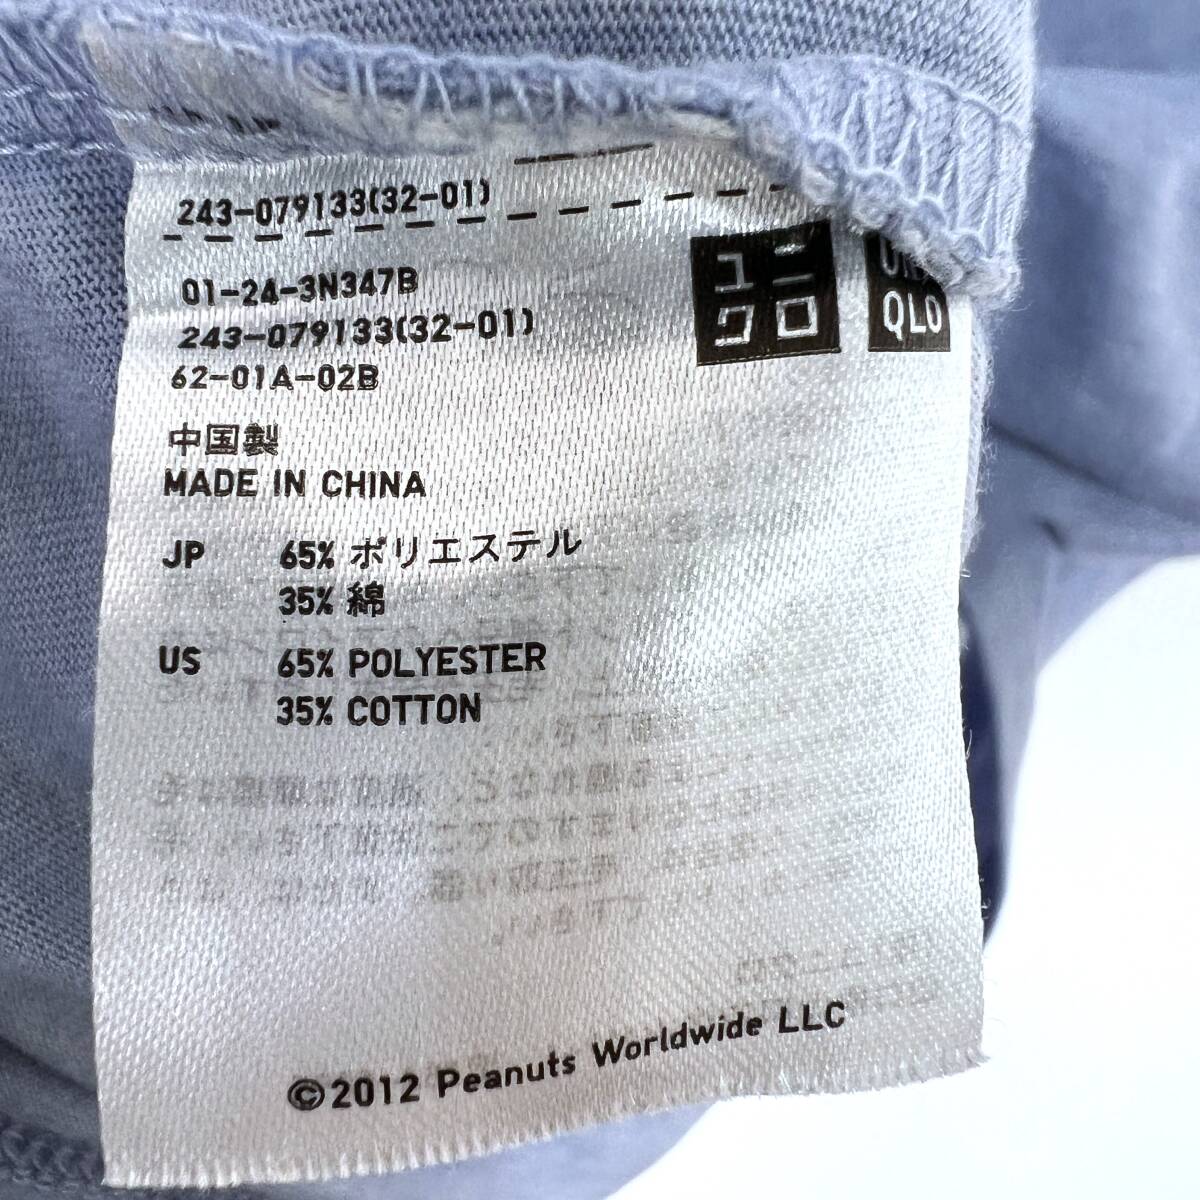 243-079133(32-01)
01-24-3N347B
243-079133(32-01)
62-01A-02B
ユニ
クロ
QLO
中国製
MADE IN CHINA
JP 65% ポリエステル
35% 綿
US 65% POLYESTER
35% COTTON
©2012 Peanuts Worldwide LLC